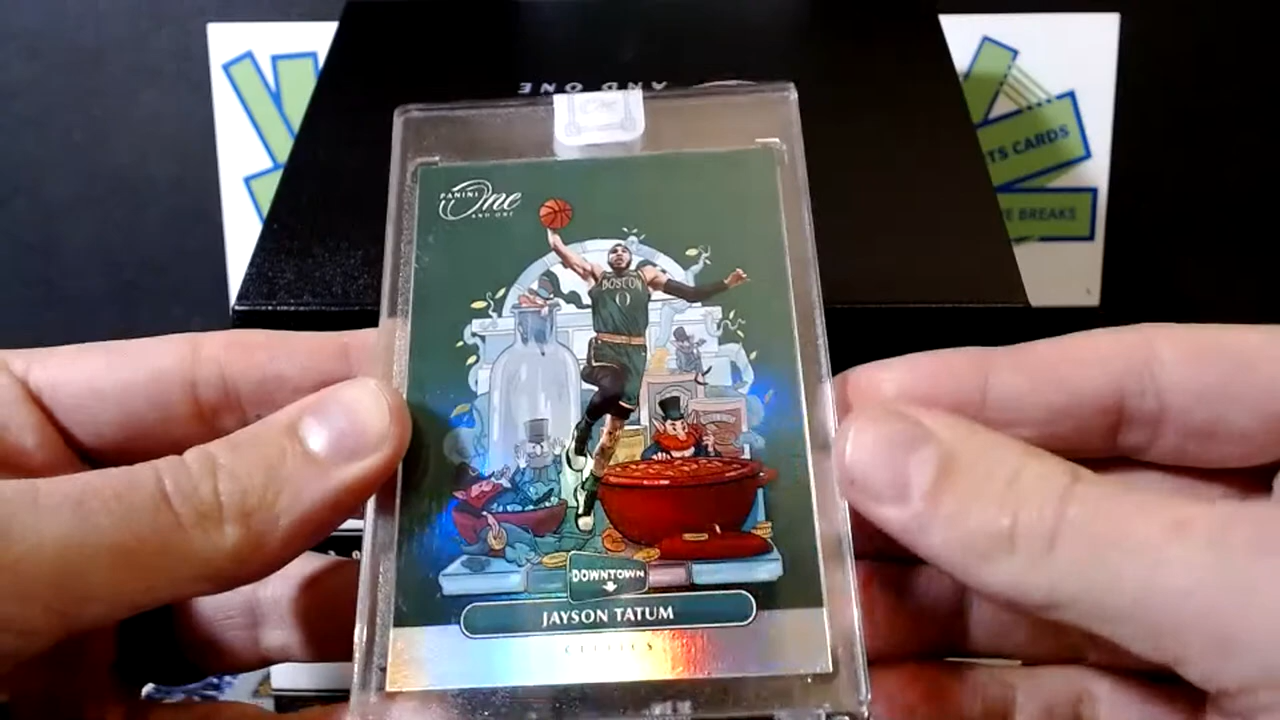 AND ONE
TS CARDS
E BREAKS
PANINI
One
AND ONE
BOSTON
0
DOWNTOWN
JAYSON TATUM
CELTICS